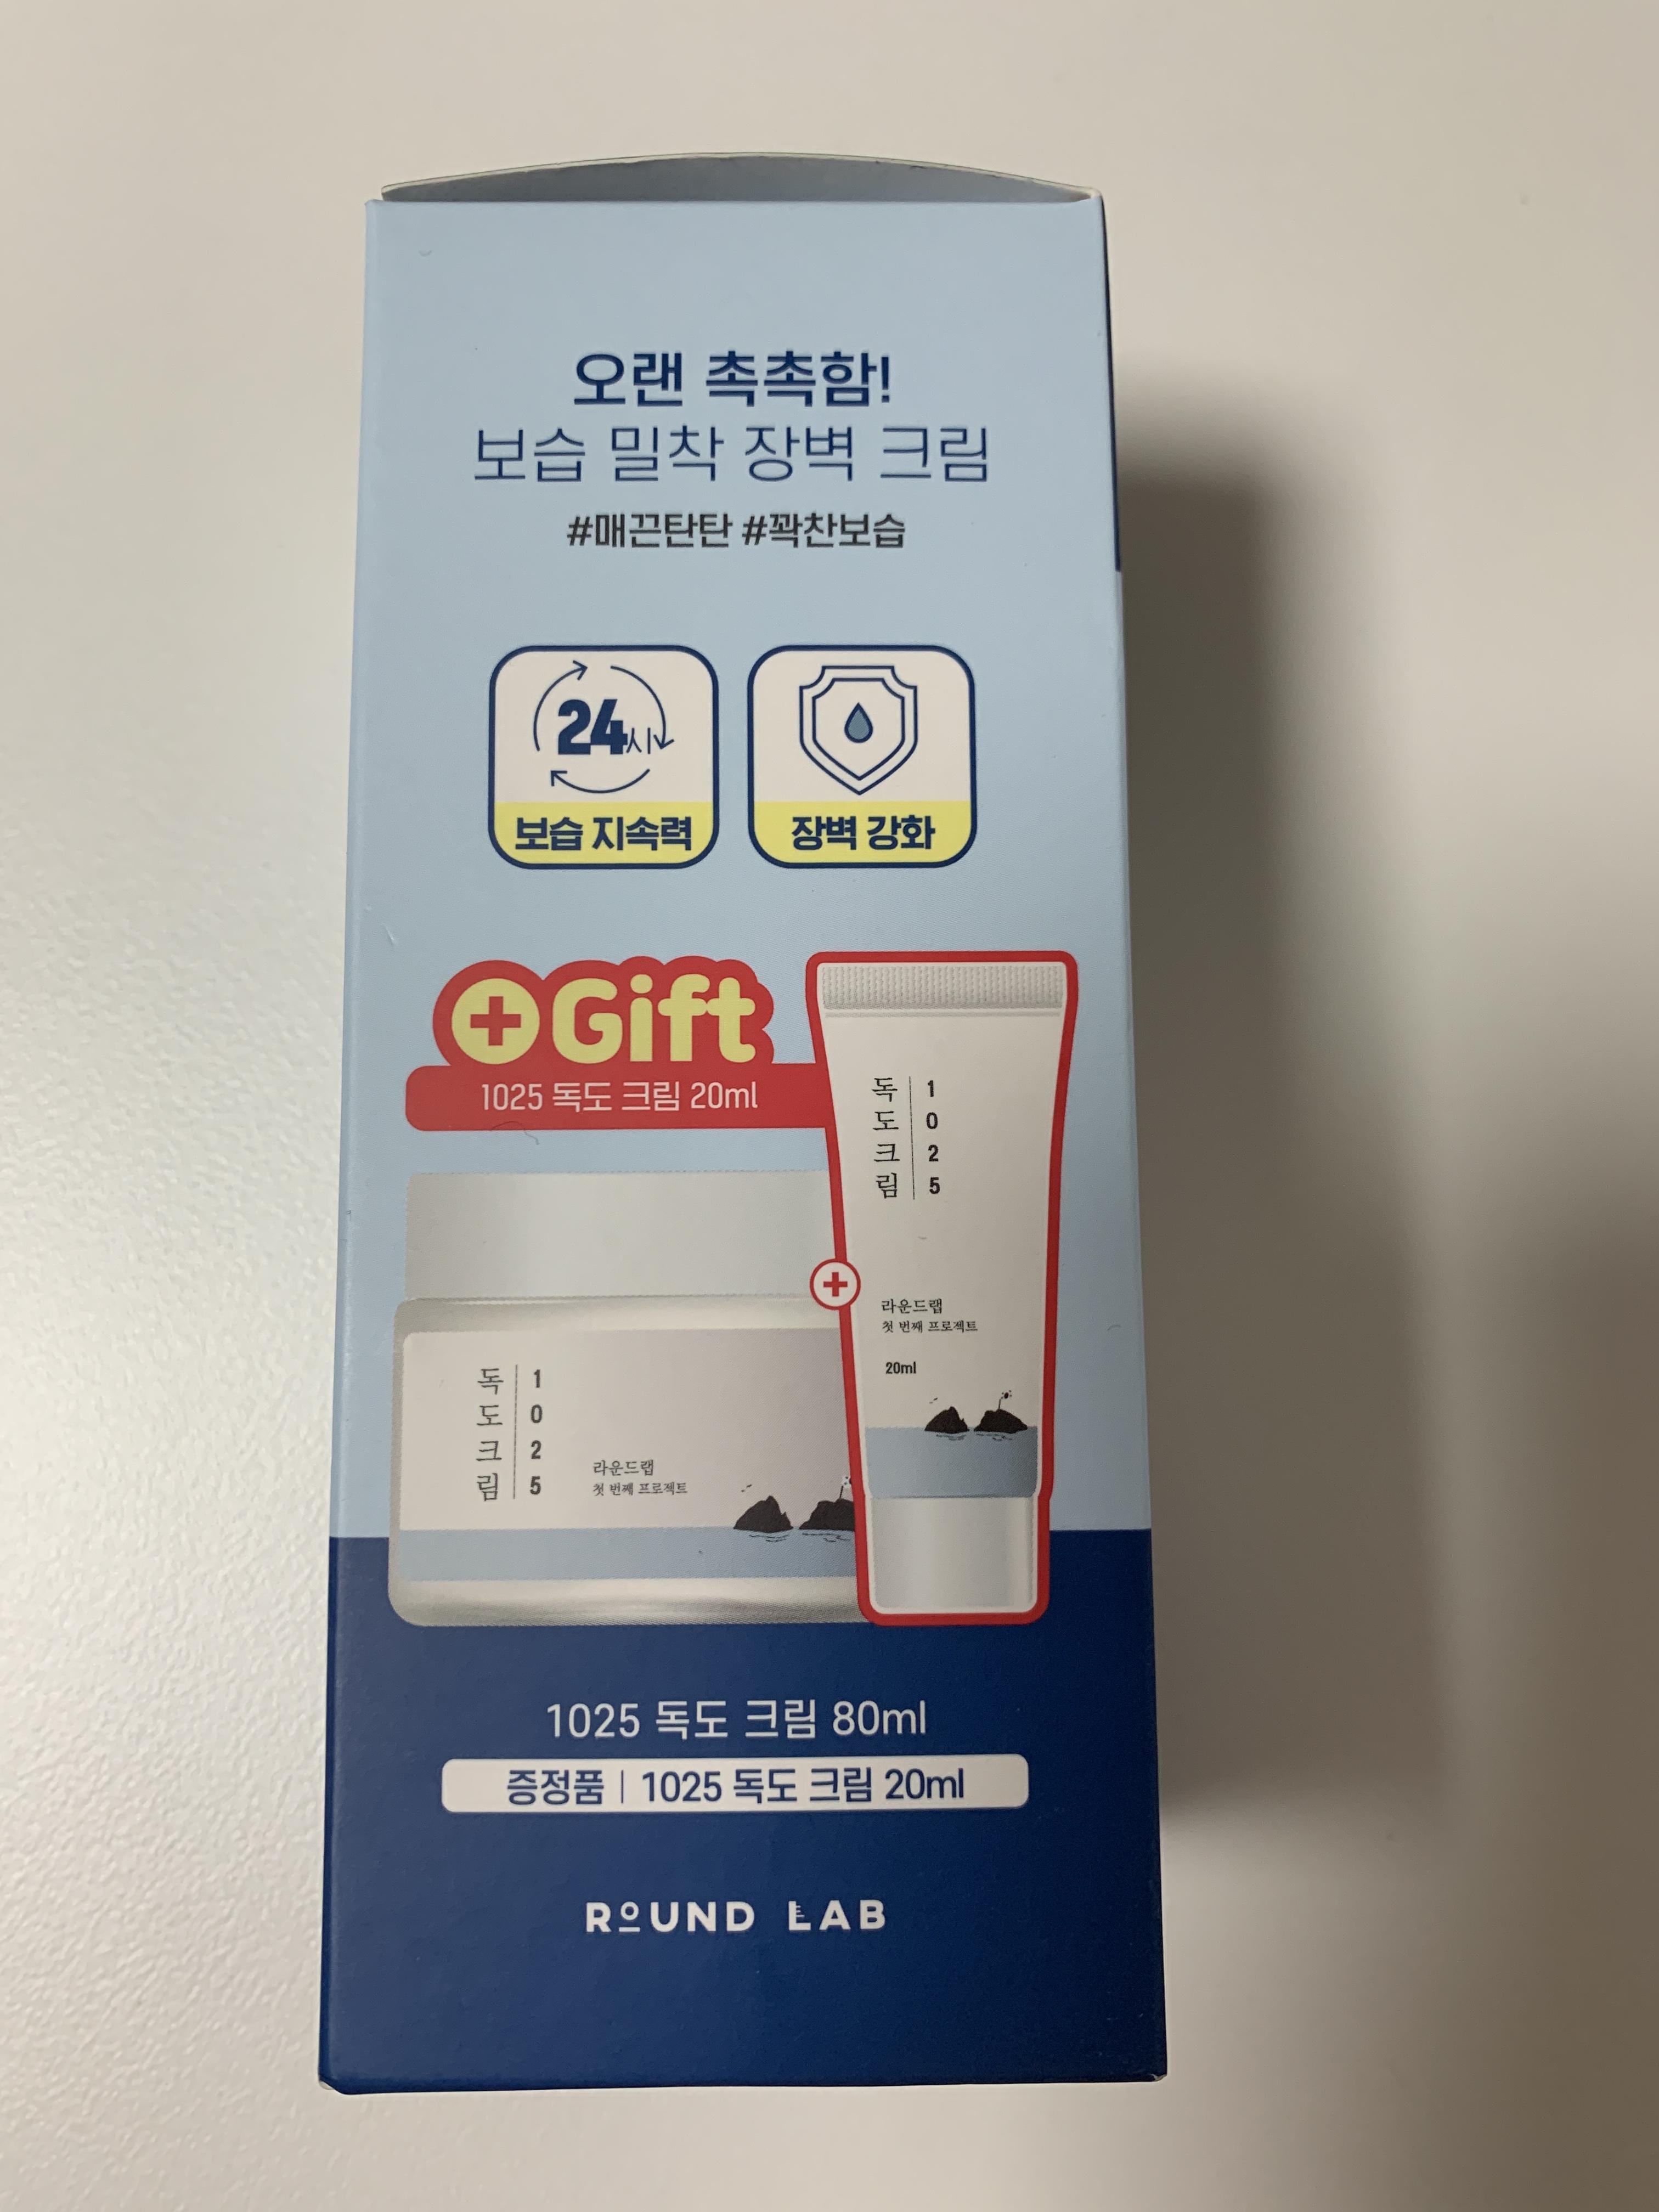 오랜 촉촉함!
보습 밀착 장벽 크림
#매끈탄탄 #꽉찬보습
24시
보습 지속력
장벽 강화
+Gift
1025 독도 크림 20ml
독도크림
1025
라운드랩
첫 번째 프로젝트
20ml
독도크림
1025
라운드랩
첫 번째 프로젝트
1025 독도 크림 80ml
증정품 | 1025 독도 크림 20ml
ROUND LAB